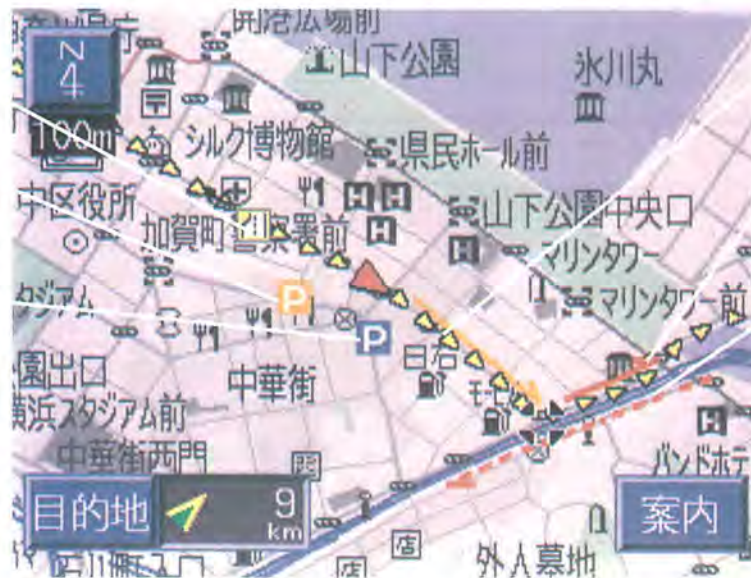 開港広場前
N
4
山下公園
氷川丸
100m
シルク博物館
県民ホール前
中区役所
山下公園中央口
加賀町警察署前
マリンタワー
マリンタワー前
P
P
日石
中華街
横浜スタジアム前
中華街西門
H
H
H
H
H
目的地
9
km
案内
店
店
外人墓地